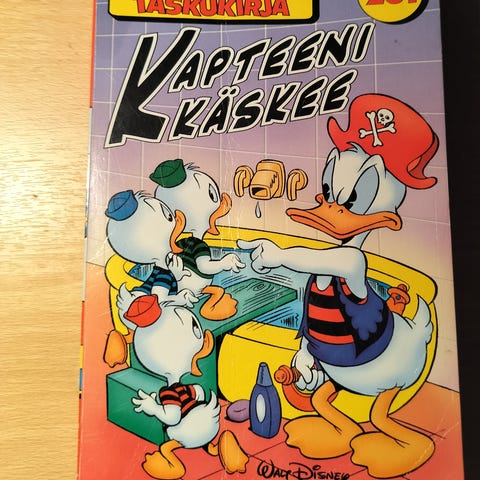 TASKUKIRJA
KAPTEENI
KÄSKEE
WALT DISNEY